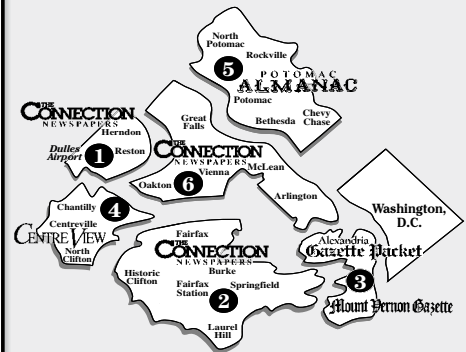 North
Potomac
Rockville
5
POTOMAC
ALMANAC
Potomac
Bethesda
Chevy
Chase
THE
CONNECTION
NEWSPAPERS
Herndon
Dulles
Airport
1
Reston
Great
Falls
THE
CONNECTION
NEWSPAPERS
Vienna
McLean
Oakton
6
Arlington
Chantilly
4
Centreville
CENTRE VIEW
North
Clifton
Washington,
D.C.
Fairfax
THE
CONNECTION
NEWSPAPERS
Burke
Historic
Clifton
Fairfax
Station
Springfield
2
Laurel
Hill
Alexandria
Gazette Packet
3
Mount Vernon Gazette